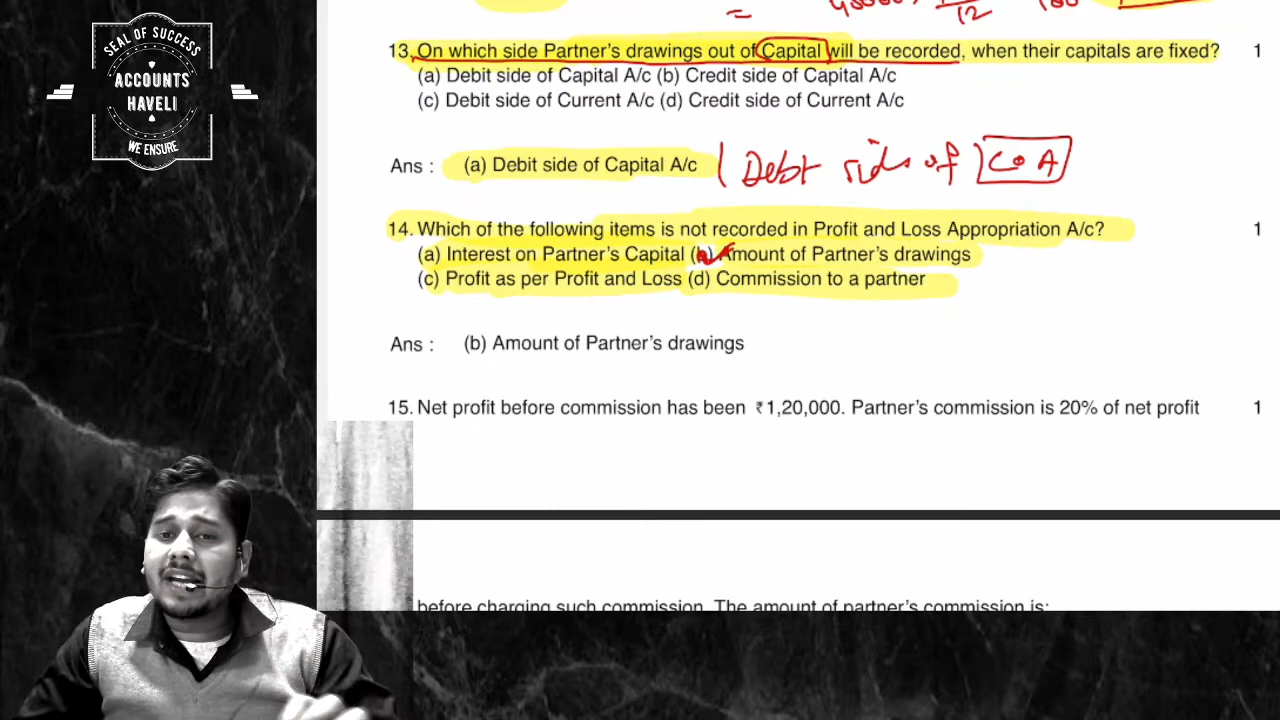 SEAL OF SUCCESS
ACCOUNTS
HAVELI
WE ENSURE
= 12 100
13. On which side Partner's drawings out of Capital will be recorded, when their capitals are fixed? 1
(a) Debit side of Capital A/c (b) Credit side of Capital A/c
(c) Debit side of Current A/c (d) Credit side of Current A/c
Ans : (a) Debit side of Capital A/c ( Debt side of Co A
14. Which of the following items is not recorded in Profit and Loss Appropriation A/c? 1
(a) Interest on Partner's Capital (b) Amount of Partner's drawings
(c) Profit as per Profit and Loss (d) Commission to a partner
Ans : (b) Amount of Partner's drawings
15. Net profit before commission has been ₹1,20,000. Partner's commission is 20% of net profit 1
before charging such commission. The amount of partner's commission is: